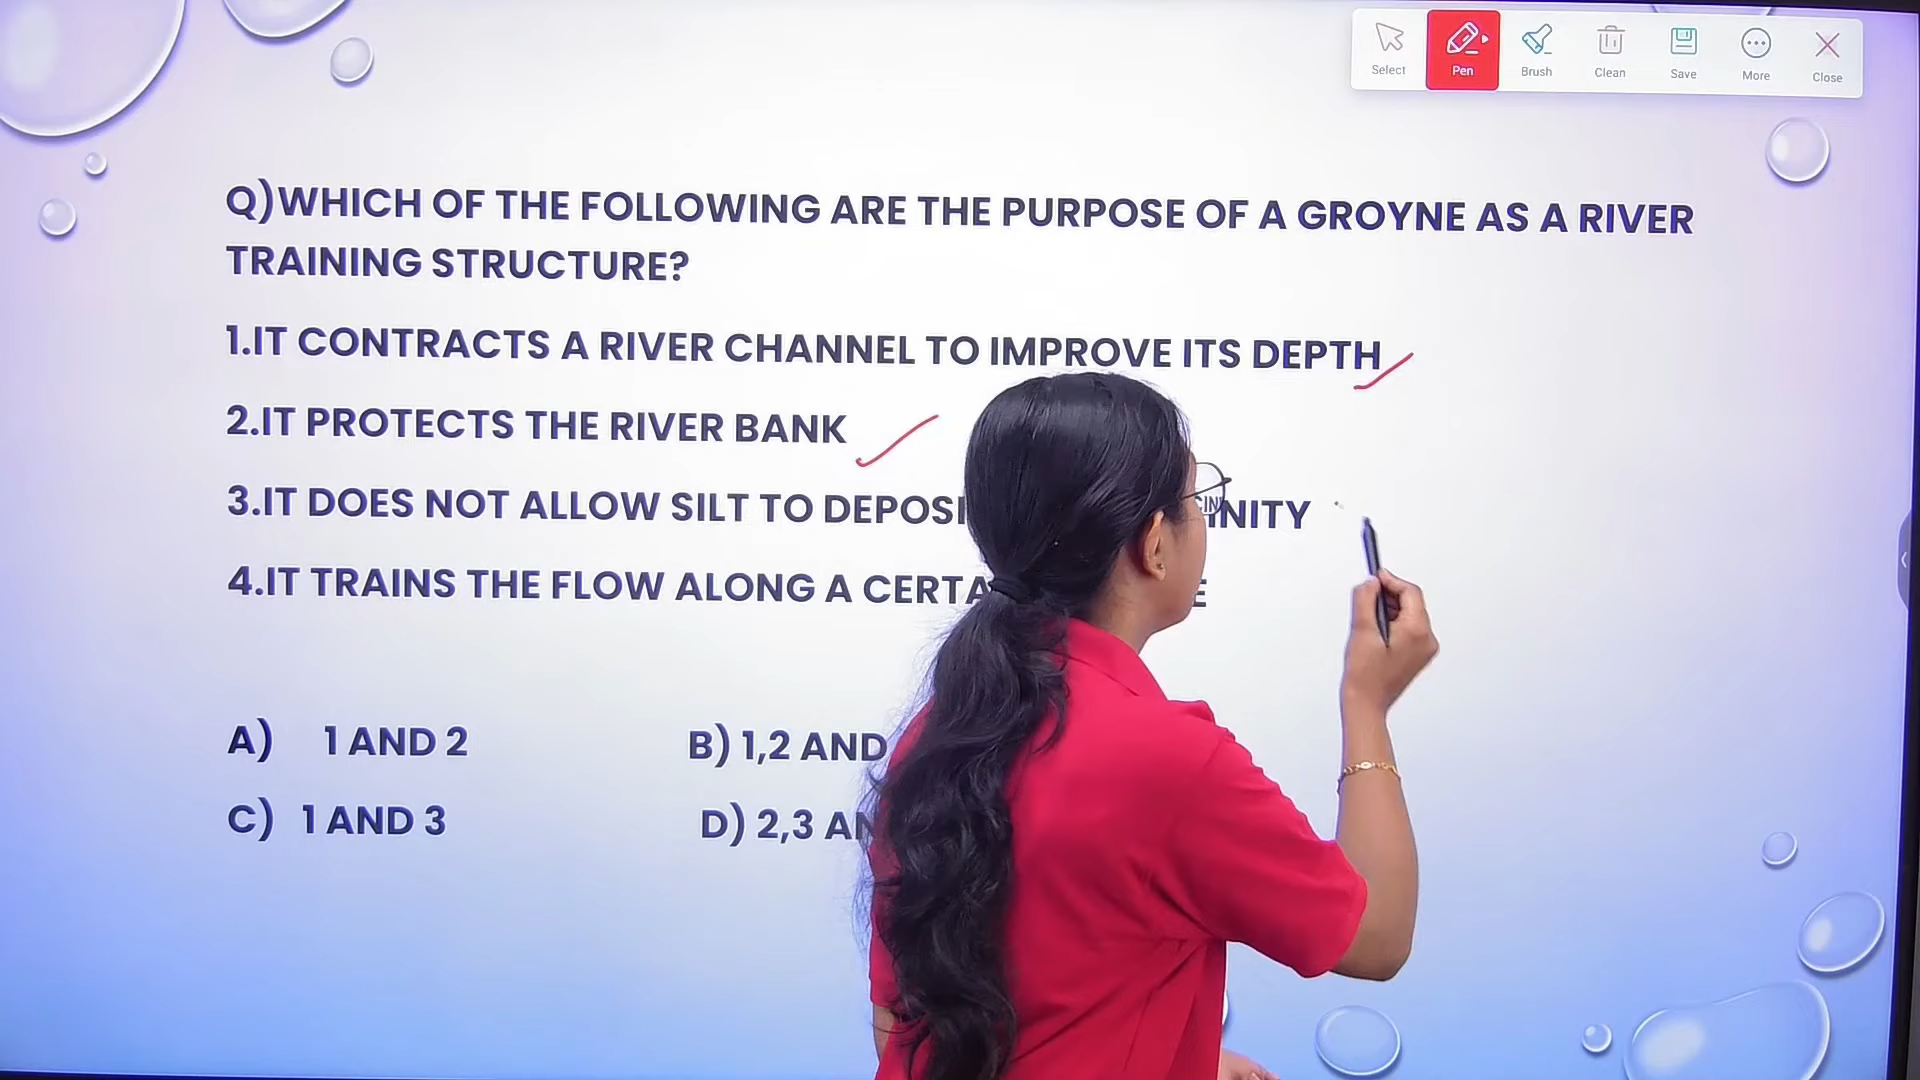 Select Pen Brush Clean Save More Close
Q)WHICH OF THE FOLLOWING ARE THE PURPOSE OF A GROYNE AS A RIVER
TRAINING STRUCTURE?
1.IT CONTRACTS A RIVER CHANNEL TO IMPROVE ITS DEPTH
2.IT PROTECTS THE RIVER BANK
3.IT DOES NOT ALLOW SILT TO
4.IT TRAINS THE FLOW ALONG A
A) 1 AND 2 B) 1,2 AND
C) 1 AND 3 D) 2,3